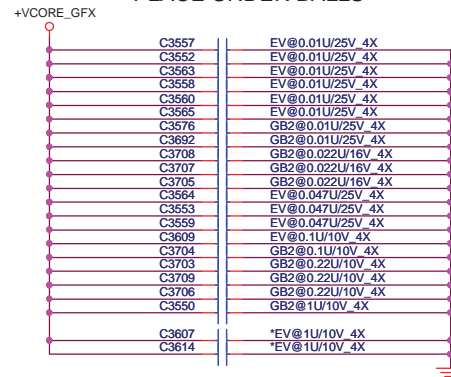 PLACE UNDER BALLS
+VCORE_GFX
C3557 EV@0.01U/25V_4X
C3552 EV@0.01U/25V_4X
C3563 EV@0.01U/25V_4X
C3558 EV@0.01U/25V_4X
C3560 EV@0.01U/25V_4X
C3565 EV@0.01U/25V_4X
C3576 GB2@0.01U/25V_4X
C3692 GB2@0.01U/25V_4X
C3708 GB2@0.022U/16V_4X
C3707 GB2@0.022U/16V_4X
C3705 GB2@0.022U/16V_4X
C3564 EV@0.047U/25V_4X
C3553 EV@0.047U/25V_4X
C3559 EV@0.047U/25V_4X
C3609 EV@0.1U/10V_4X
C3704 GB2@0.1U/10V_4X
C3703 GB2@0.22U/10V_4X
C3709 GB2@0.22U/10V_4X
C3706 GB2@0.22U/10V_4X
C3550 GB2@1U/10V_4X
C3607 *EV@1U/10V_4X
C3614 *EV@1U/10V_4X